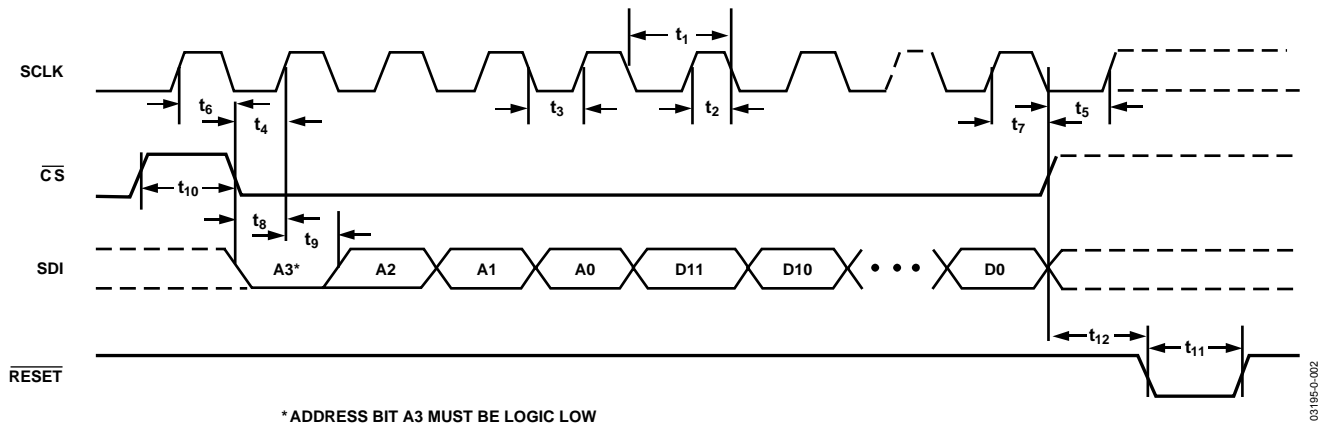 t1
SCLK
t6
t3
t2
t5
t4
t7
CS
t10
t8
t9
SDI
A3*
A2
A1
A0
D11
D10
• • •
D0
t12
t11
RESET
*ADDRESS BIT A3 MUST BE LOGIC LOW
03195-0-002